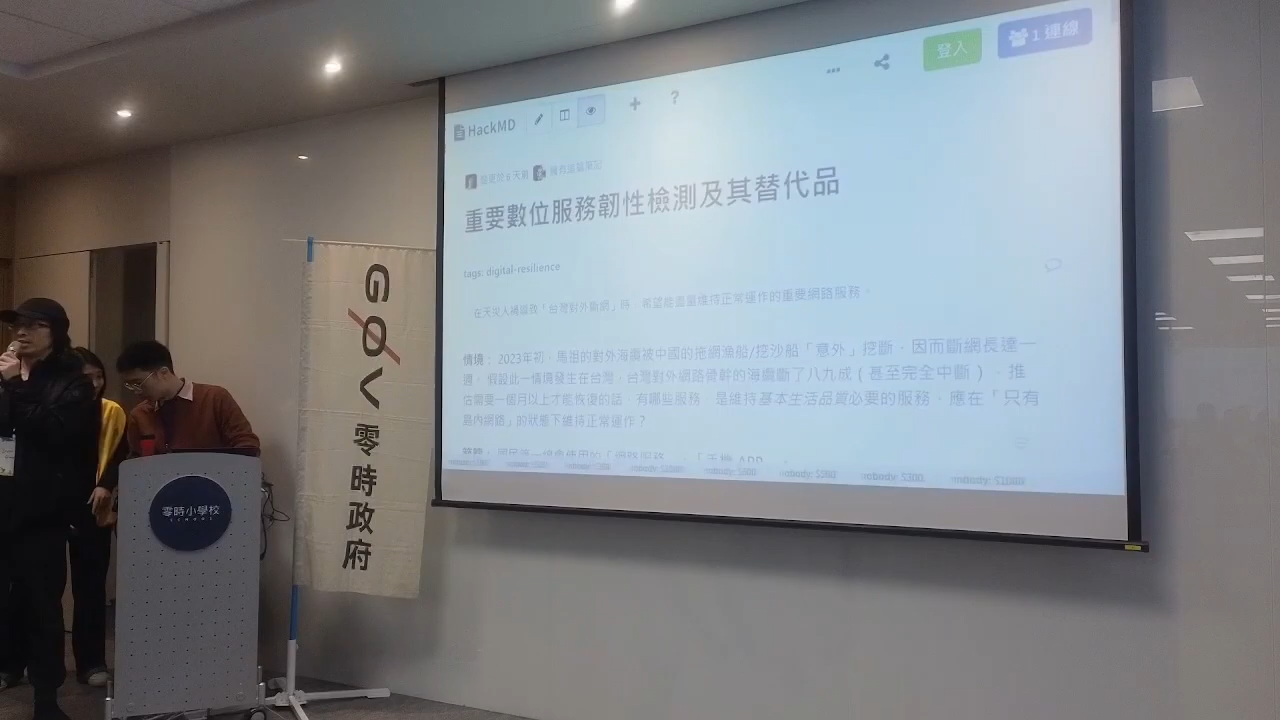 登入
1 連線
HackMD
?
重要數位服務韌性檢測及其替代品
tags: digital-resilience
在天災人禍導致「台灣對外斷網」時，希望能盡量維持正常運作的重要網路服務。
情境： 2023年初，馬祖的對外海纜被中國的拖網漁船/挖沙船「意外」挖斷，因而斷網長達一
週。假設此一情境發生在台灣，台灣對外網路骨幹的海纜斷了八九成（甚至完全中斷），推
估需要一個月以上才能恢復的話，有哪些服務，是維持基本生活品質必要的服務，應在「只有
島內網路」的狀態下維持正常運作？
nobody: $300
nobody: $1000
G0V
零時政府
零時小學校
SCHOOL